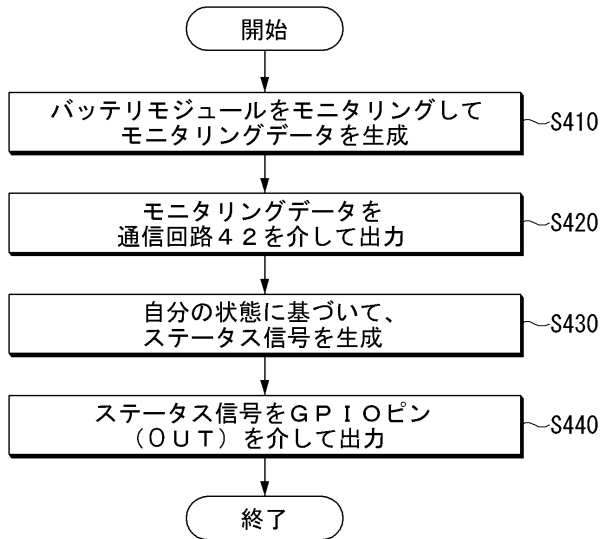 開始
バッテリモジュールをモニタリングして
モニタリングデータを生成
S410
モニタリングデータを
通信回路42を介して出力
S420
自分の状態に基づいて、
ステータス信号を生成
S430
ステータス信号をGPIOピン
(OUT)を介して出力
S440
終了